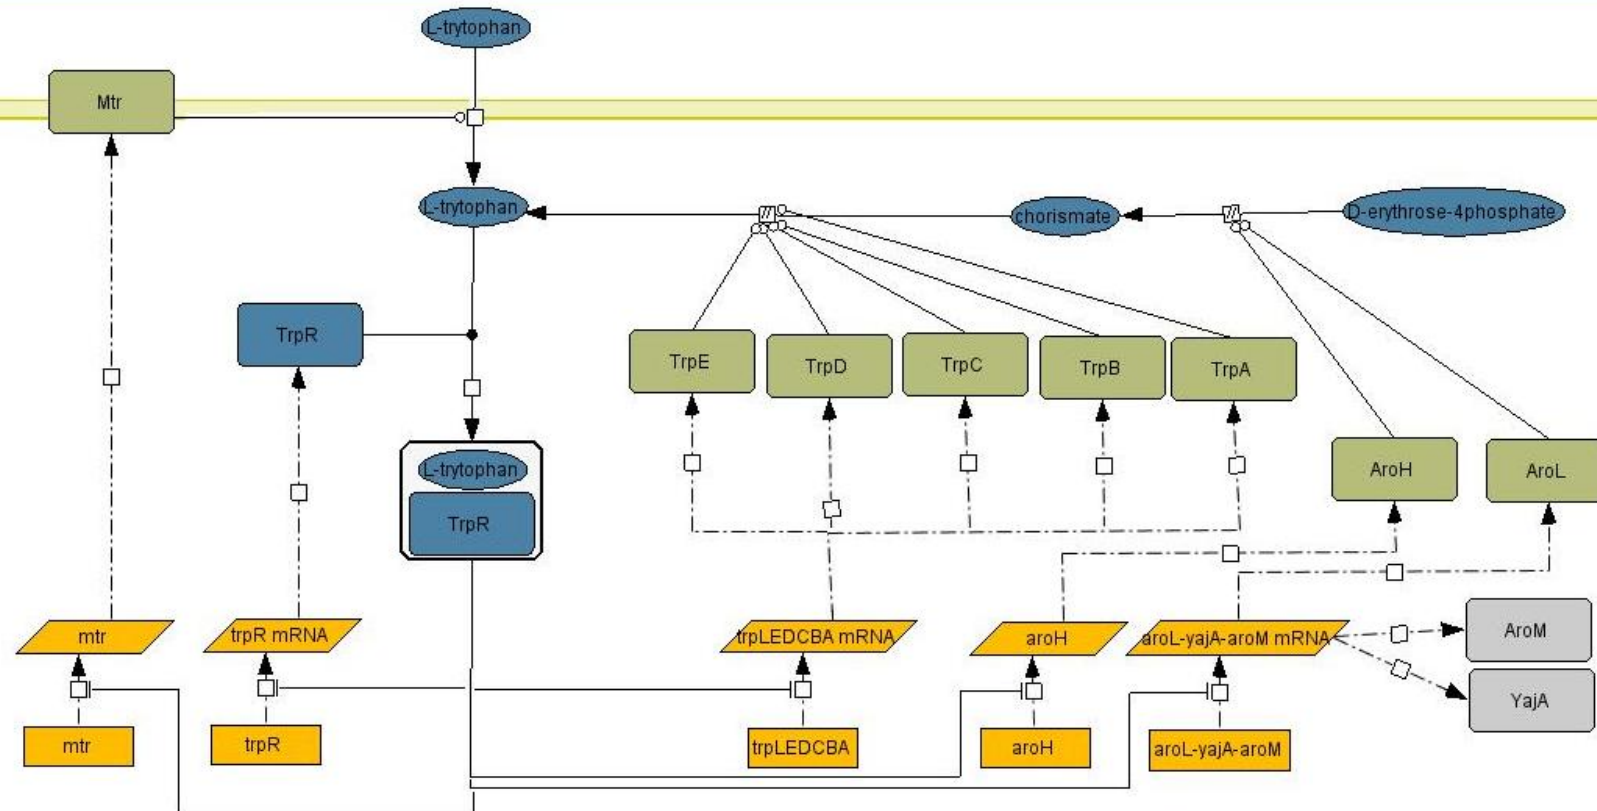 L-trytophan
Mtr
L-trytophan
chorismate
D-erythrose-4phosphate
TrpR
TrpE
TrpD
TrpC
TrpB
TrpA
AroH
AroL
L-trytophan
TrpR
mtr
trpR mRNA
trpLEDCBA mRNA
aroH
aroL-yajA-aroM mRNA
AroM
YajA
mtr
trpR
trpLEDCBA
aroH
aroL-yajA-aroM